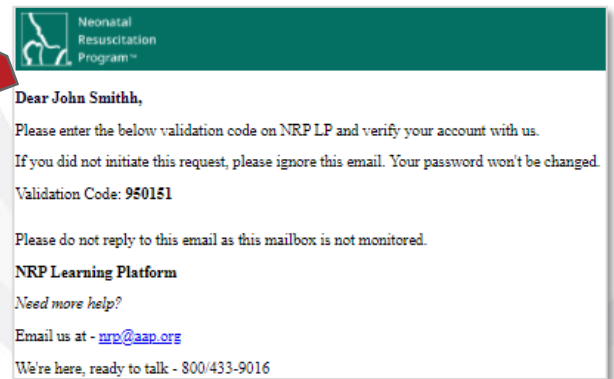 Neonatal
Resuscitation
Program™
Dear John Smithh,
Please enter the below validation code on NRP LP and verify your account with us.
If you did not initiate this request, please ignore this email. Your password won't be changed.
Validation Code: 950151
Please do not reply to this email as this mailbox is not monitored.
NRP Learning Platform
Need more help?
Email us at - nrp@aap.org
We're here, ready to talk - 800/433-9016